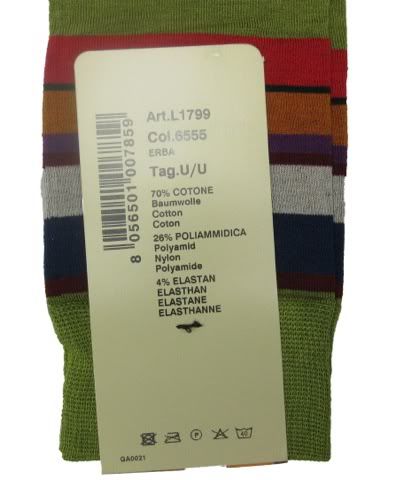 Art.L1799
Col.6555
ERBA
Tag.U/U
8 056501 007859
70% COTONE
Baumwolle
Cotton
Coton
26% POLIAMMIDICA
Polyamid
Nylon
Polyamide
4% ELASTAN
ELASTHAN
ELASTANE
ELASTHANNE
P
A
40
GA0021